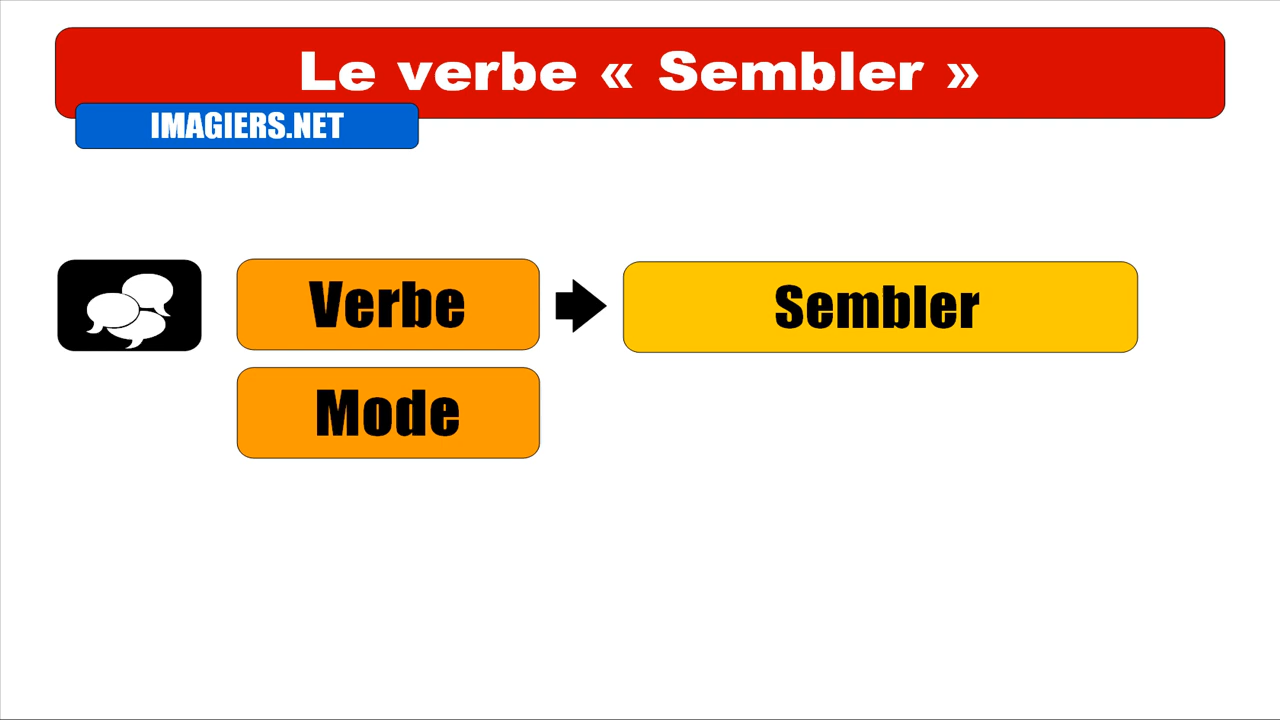 Le verbe « Sembler »
IMAGIERS.NET
Verbe
Sembler
Mode